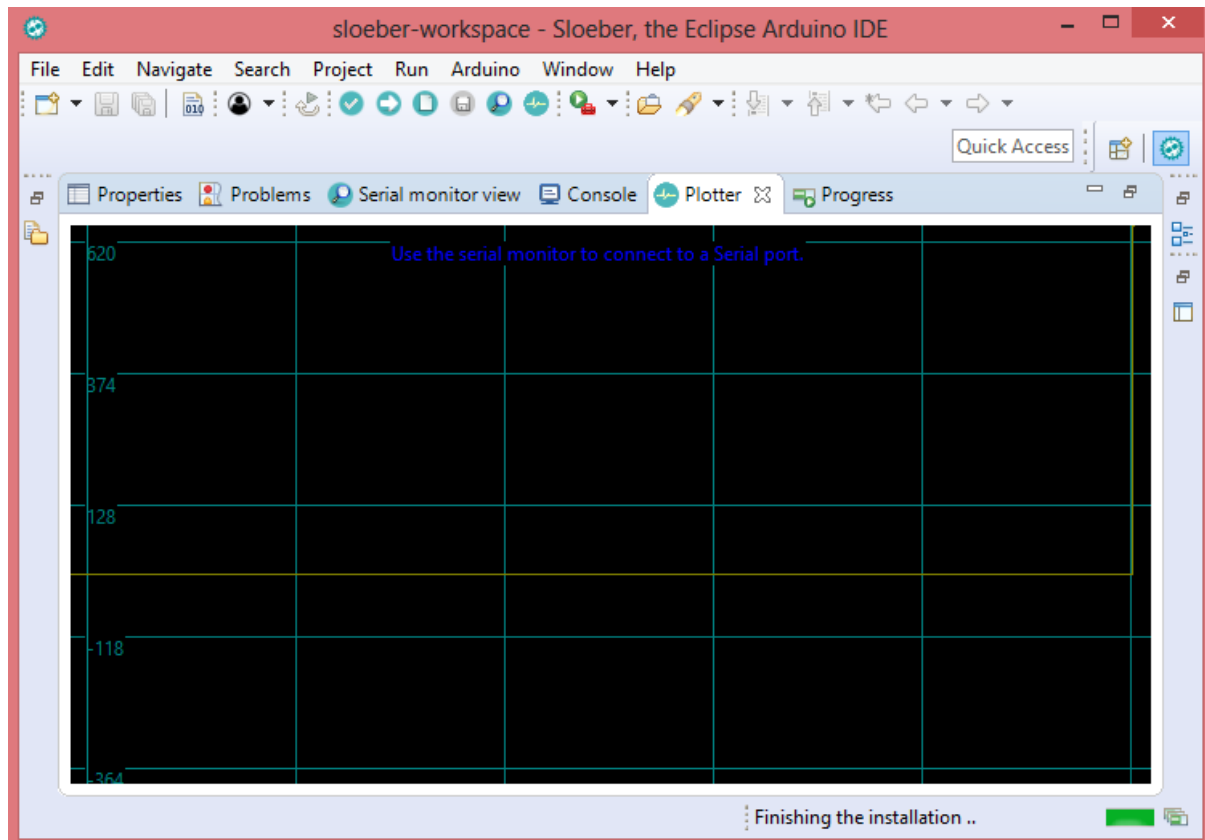 sloeber-workspace - Sloeber, the Eclipse Arduino IDE
File Edit Navigate Search Project Run Arduino Window Help
010
Quick Access
Properties Problems Serial monitor view Console Plotter Progress
620
Use the serial monitor to connect to a Serial port.
374
128
-118
-364
Finishing the installation ..